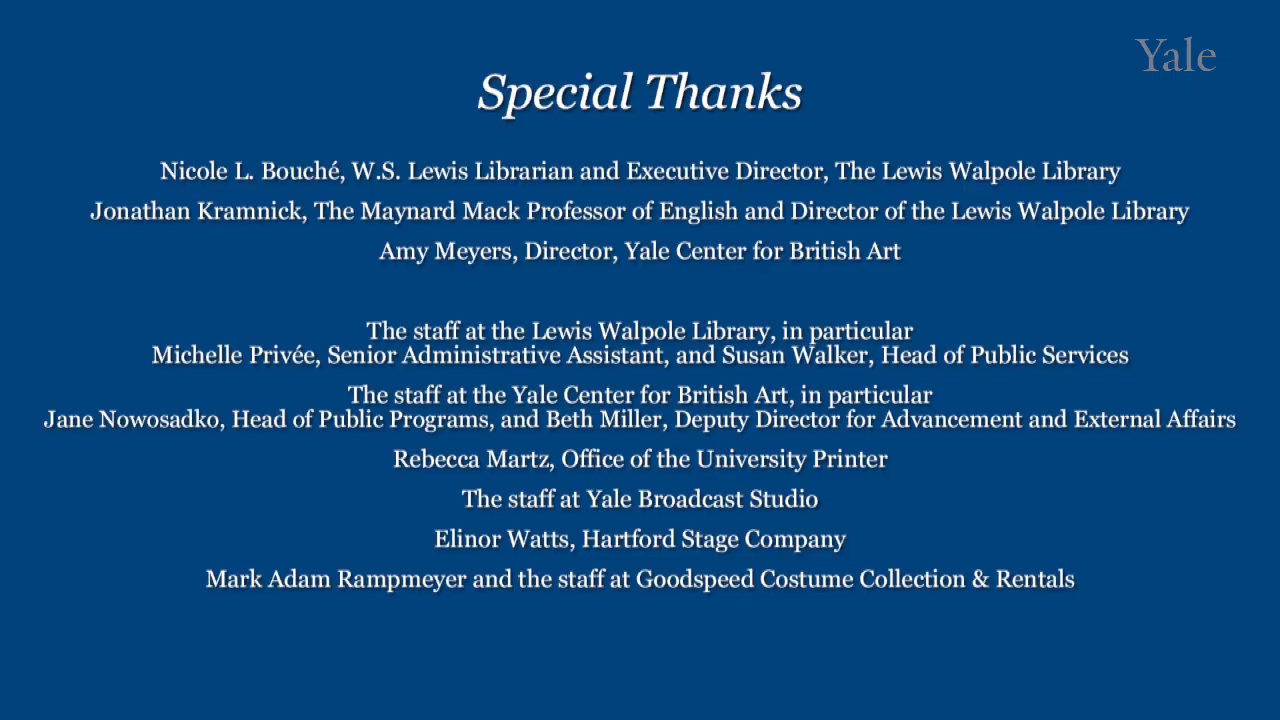 Yale
Special Thanks
Nicole L. Bouché, W.S. Lewis Librarian and Executive Director, The Lewis Walpole Library
Jonathan Kramnick, The Maynard Mack Professor of English and Director of the Lewis Walpole Library
Amy Meyers, Director, Yale Center for British Art
The staff at the Lewis Walpole Library, in particular
Michelle Privée, Senior Administrative Assistant, and Susan Walker, Head of Public Services
The staff at the Yale Center for British Art, in particular
Jane Nowosadko, Head of Public Programs, and Beth Miller, Deputy Director for Advancement and External Affairs
Rebecca Martz, Office of the University Printer
The staff at Yale Broadcast Studio
Elinor Watts, Hartford Stage Company
Mark Adam Rampmeyer and the staff at Goodspeed Costume Collection & Rentals